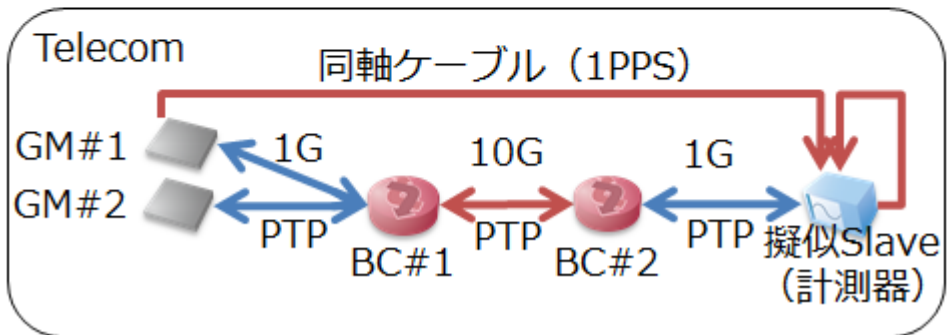 Telecom
同軸ケーブル（1PPS）
GM#1
1G
10G
1G
GM#2
PTP
PTP
PTP
BC#1
BC#2
擬似Slave
（計測器）